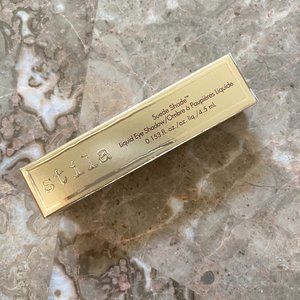 stila
Suede Shade™
Liquid Eye Shadow/Ombre à Paupières Liquide
0.153 fl. oz./oz. liq./4.5 mL